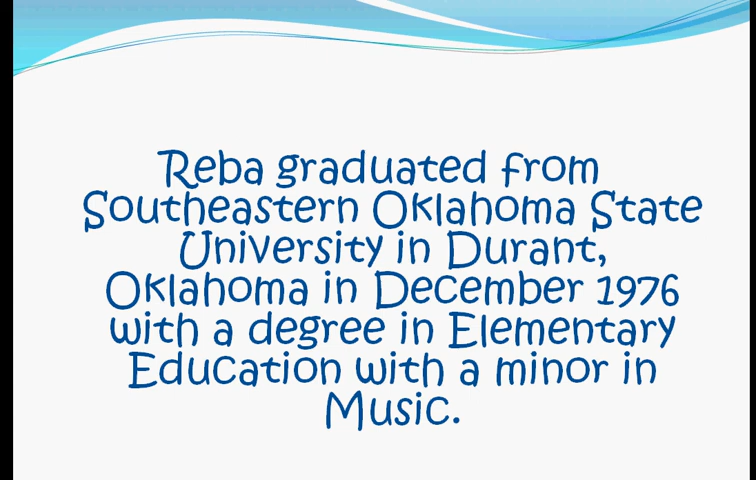 Reba graduated from
Southeastern Oklahoma State
University in Durant,
Oklahoma in December 1976
with a degree in Elementary
Education with a minor in
Music.